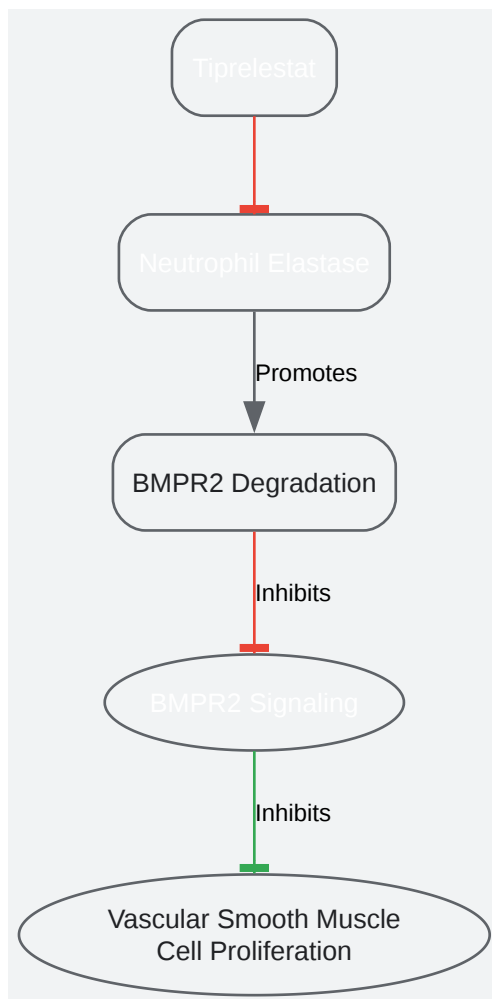 Tiprelestat
Neutrophil Elastase
Promotes
BMPR2 Degradation
Inhibits
BMPR2 Signaling
Inhibits
Vascular Smooth Muscle
Cell Proliferation